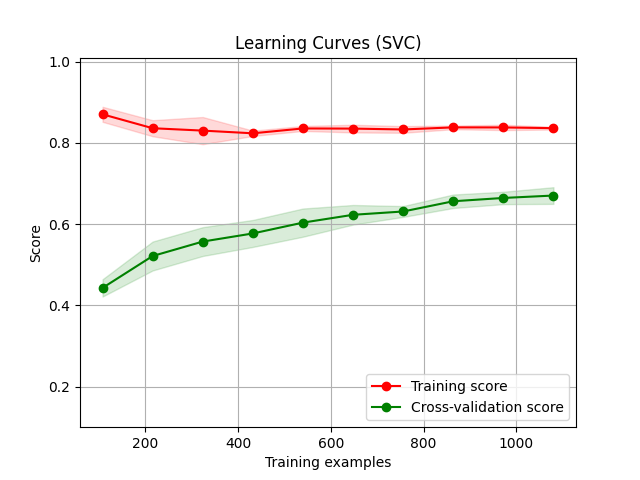 Learning Curves (SVC)
1.0
0.8
0.6
0.4
0.2
Score
200 400 600 800 1000
Training examples
Training score
Cross-validation score